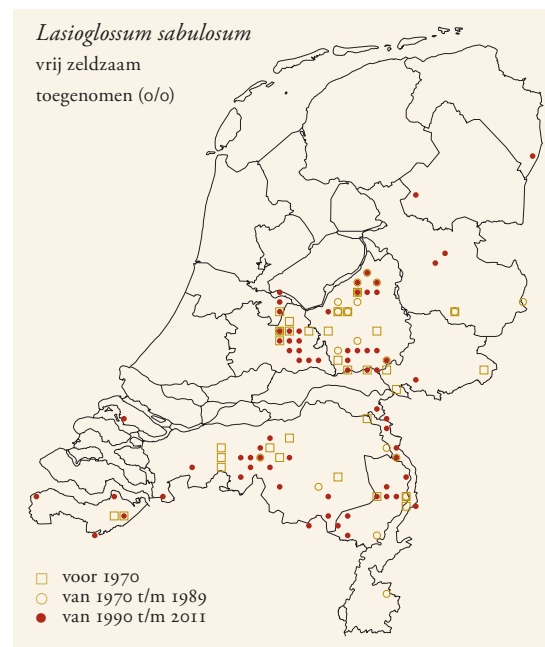 Lasioglossum sabulosum
vrij zeldzaam
toegenomen (0/0)
voor 1970
van 1970 t/m 1989
van 1990 t/m 2011